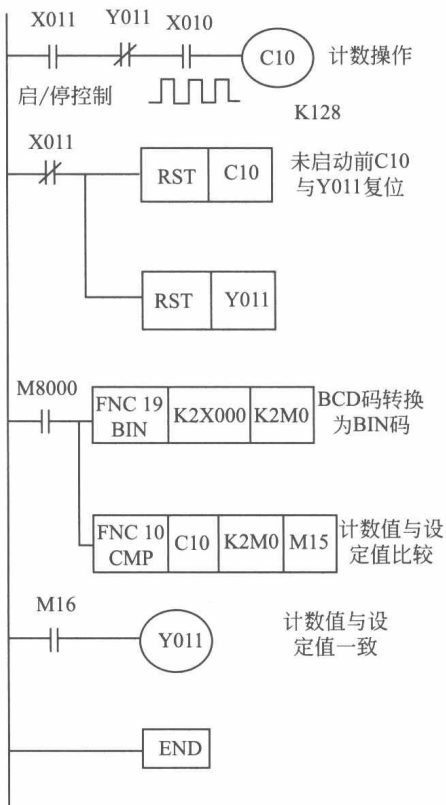 X011 Y011 X010
C10 计数操作
启/停控制
K128
X011
RST C10 未启动前C10
与Y011复位
RST Y011
M8000
FNC 19
BIN K2X000 K2M0 BCD码转换
为BIN码
FNC 10
CMP C10 K2M0 M15 计数值与设
定值比较
M16
Y011 计数值与设
定值一致
END